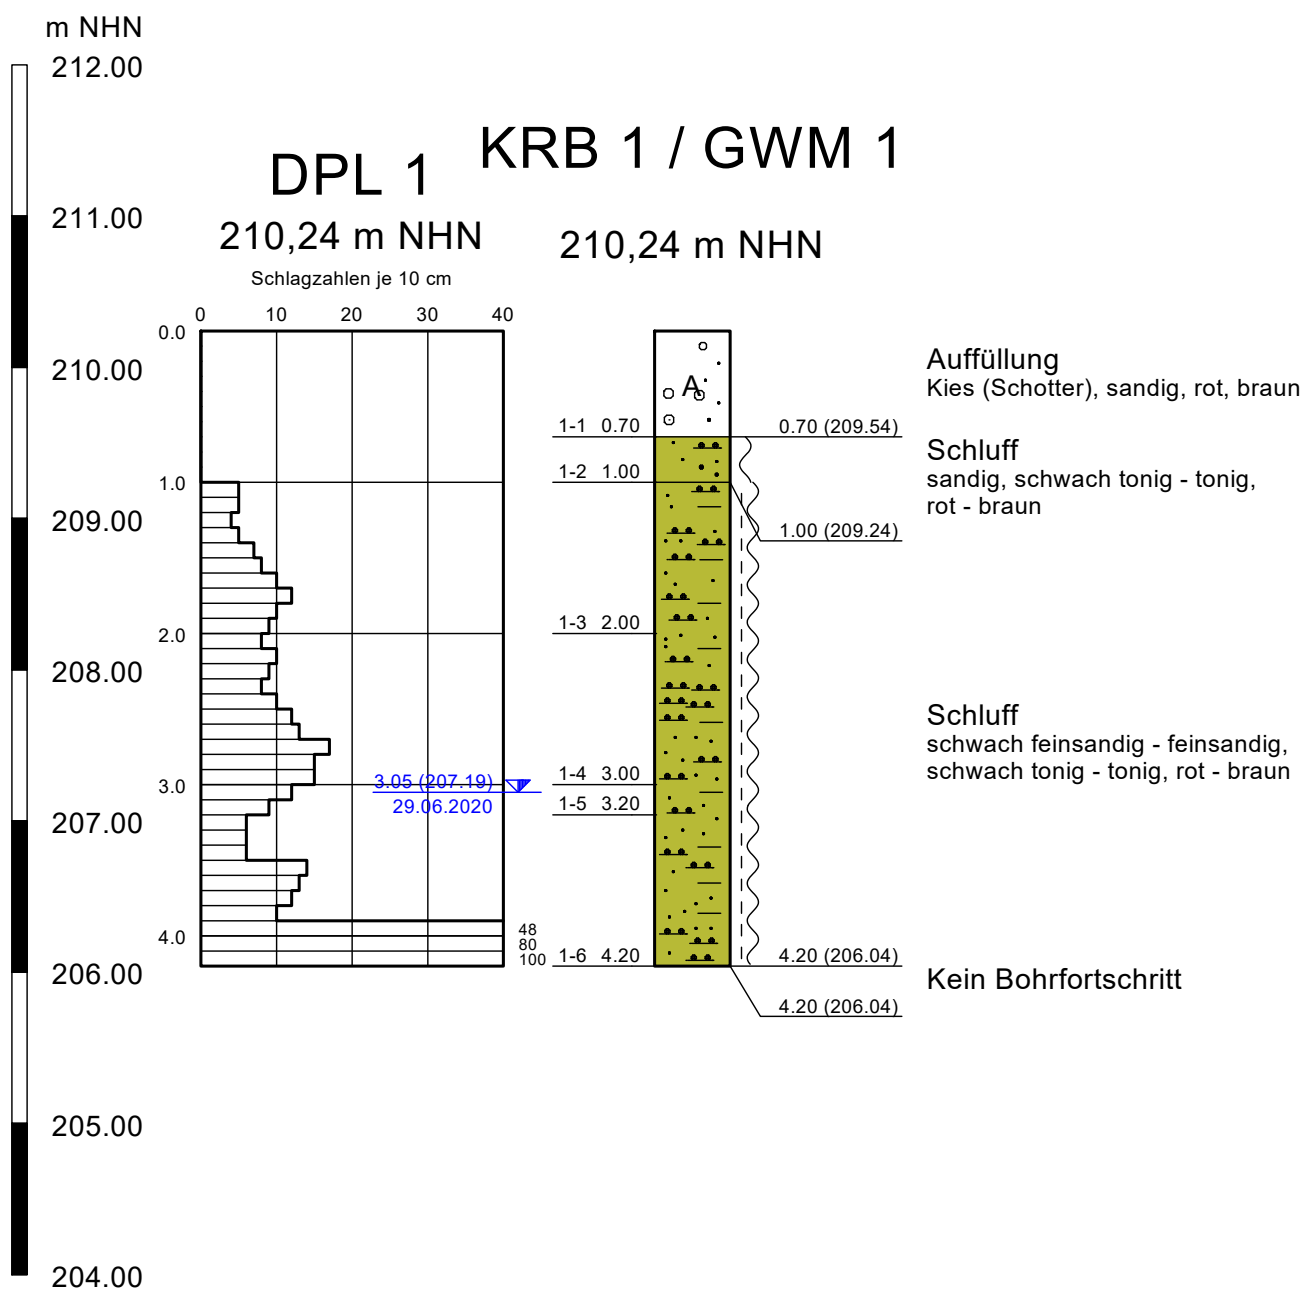 m NHN
212.00
211.00
210.00
209.00
208.00
207.00
206.00
205.00
204.00
DPL 1
210,24 m NHN
Schlagzahlen je 10 cm
0 10 20 30 40
0.0
1.0
2.0
3.0
4.0
3.05 (207.19)
29.06.2020
48
80
100
KRB 1 / GWM 1
210,24 m NHN
A
1-1 0.70
1-2 1.00
1-3 2.00
1-4 3.00
1-5 3.20
1-6 4.20
0.70 (209.54)
1.00 (209.24)
4.20 (206.04)
4.20 (206.04)
Auffüllung
Kies (Schotter), sandig, rot, braun
Schluff
sandig, schwach tonig - tonig,
rot - braun
Schluff
schwach feinsandig - feinsandig,
schwach tonig - tonig, rot - braun
Kein Bohrfortschritt